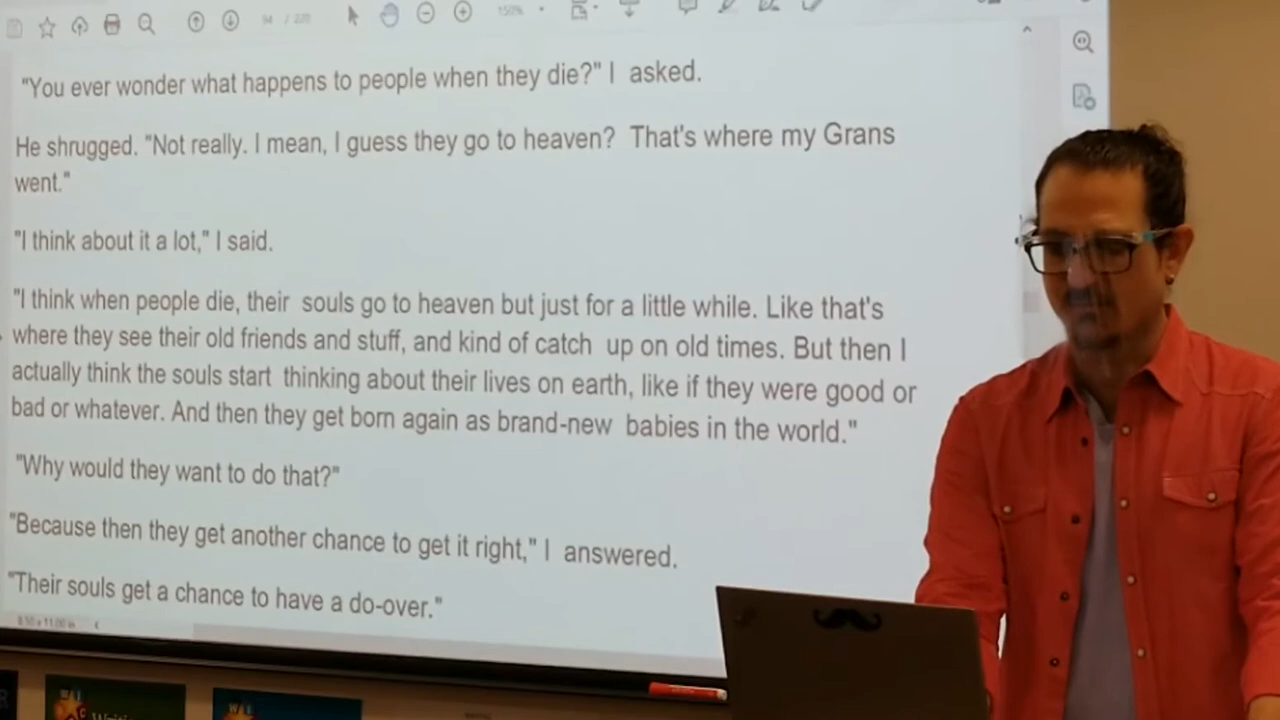 "You ever wonder what happens to people when they die?" I asked.
He shrugged. "Not really. I mean, I guess they go to heaven? That's where my Grans
went."
"I think about it a lot," I said.
"I think when people die, their souls go to heaven but just for a little while. Like that's
where they see their old friends and stuff, and kind of catch up on old times. But then I
actually think the souls start thinking about their lives on earth, like if they were good or
bad or whatever. And then they get born again as brand-new babies in the world."
"Why would they want to do that?"
"Because then they get another chance to get it right," I answered.
"Their souls get a chance to have a do-over."
8.50 x 11.00 in